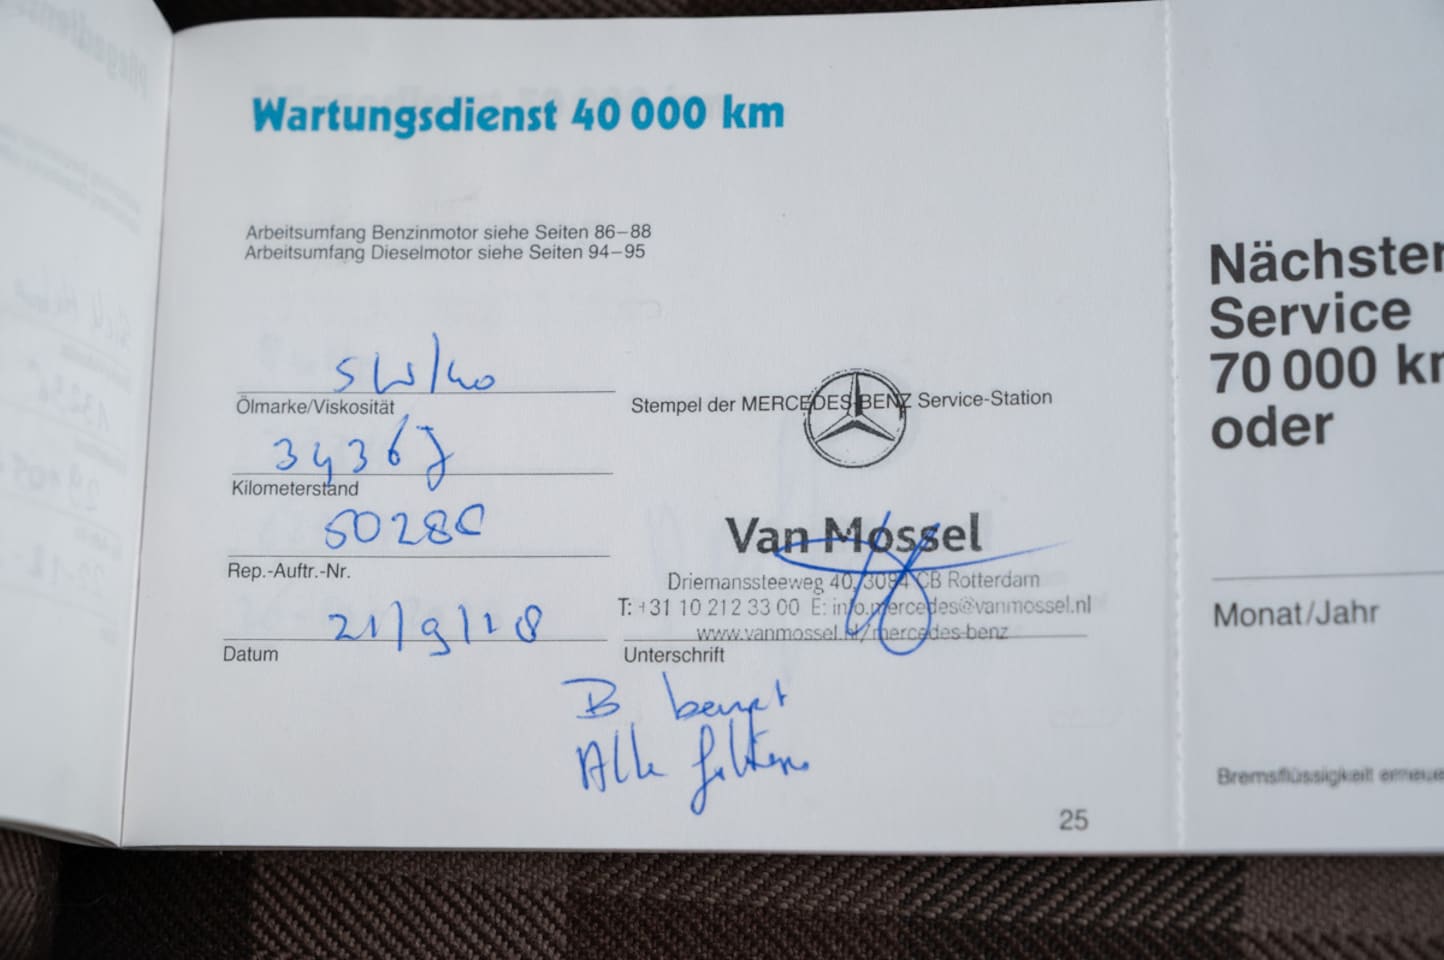 Wartungsdienst 40 000 km
Arbeitsumfang Benzinmotor siehe Seiten 86–88
Arbeitsumfang Dieselmotor siehe Seiten 94–95
5W/40
Ölmarke/Viskosität
Kilometerstand
Rep.-Auftr.-Nr.
21/9/18
Datum
Stempel der MERCEDES-BENZ Service-Station
Van Mossel
Driemanssteeweg 40, 3084 CB Rotterdam
T: +31 10 212 33 00 E: info.mercedes@vanmossel.nl
www.vanmossel.nl/mercedes-benz
Unterschrift
B
Alle filters
25
Nächster
Service
70 000 km
oder
Monat/Jahr
Bremsflüssigkeit